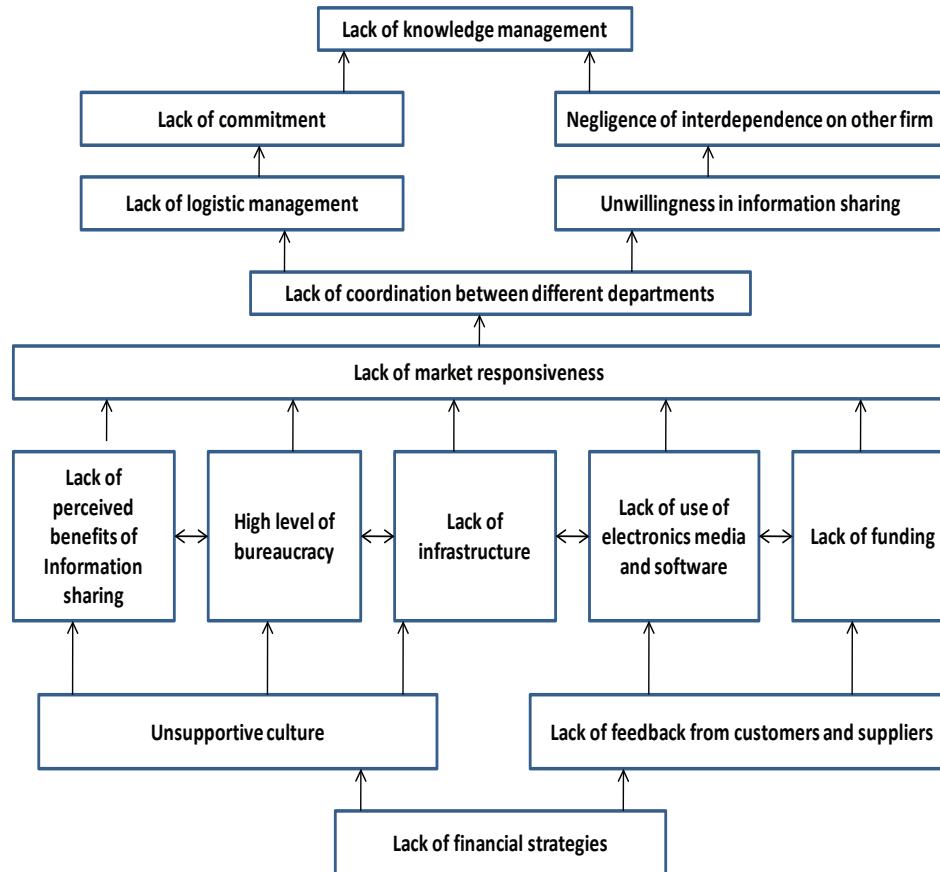 Lack of knowledge management
Lack of commitment
Negligence of interdependence on other firm
Lack of logistic management
Unwillingness in information sharing
Lack of coordination between different departments
Lack of market responsiveness
Lack of
perceived
benefits of
Information
sharing
High level of
bureaucracy
Lack of
infrastructure
Lack of use of
electronics media
and software
Lack of funding
Unsupportive culture
Lack of feedback from customers and suppliers
Lack of financial strategies